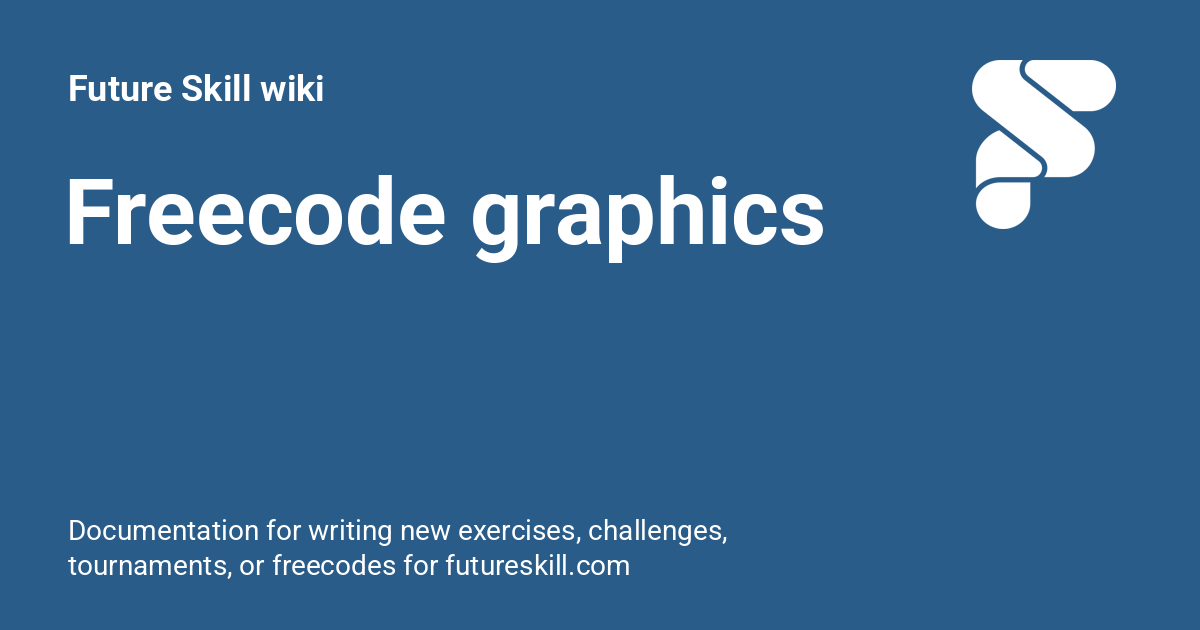 Future Skill wiki
Freecode graphics
Documentation for writing new exercises, challenges,
tournaments, or freecodes for futureskill.com